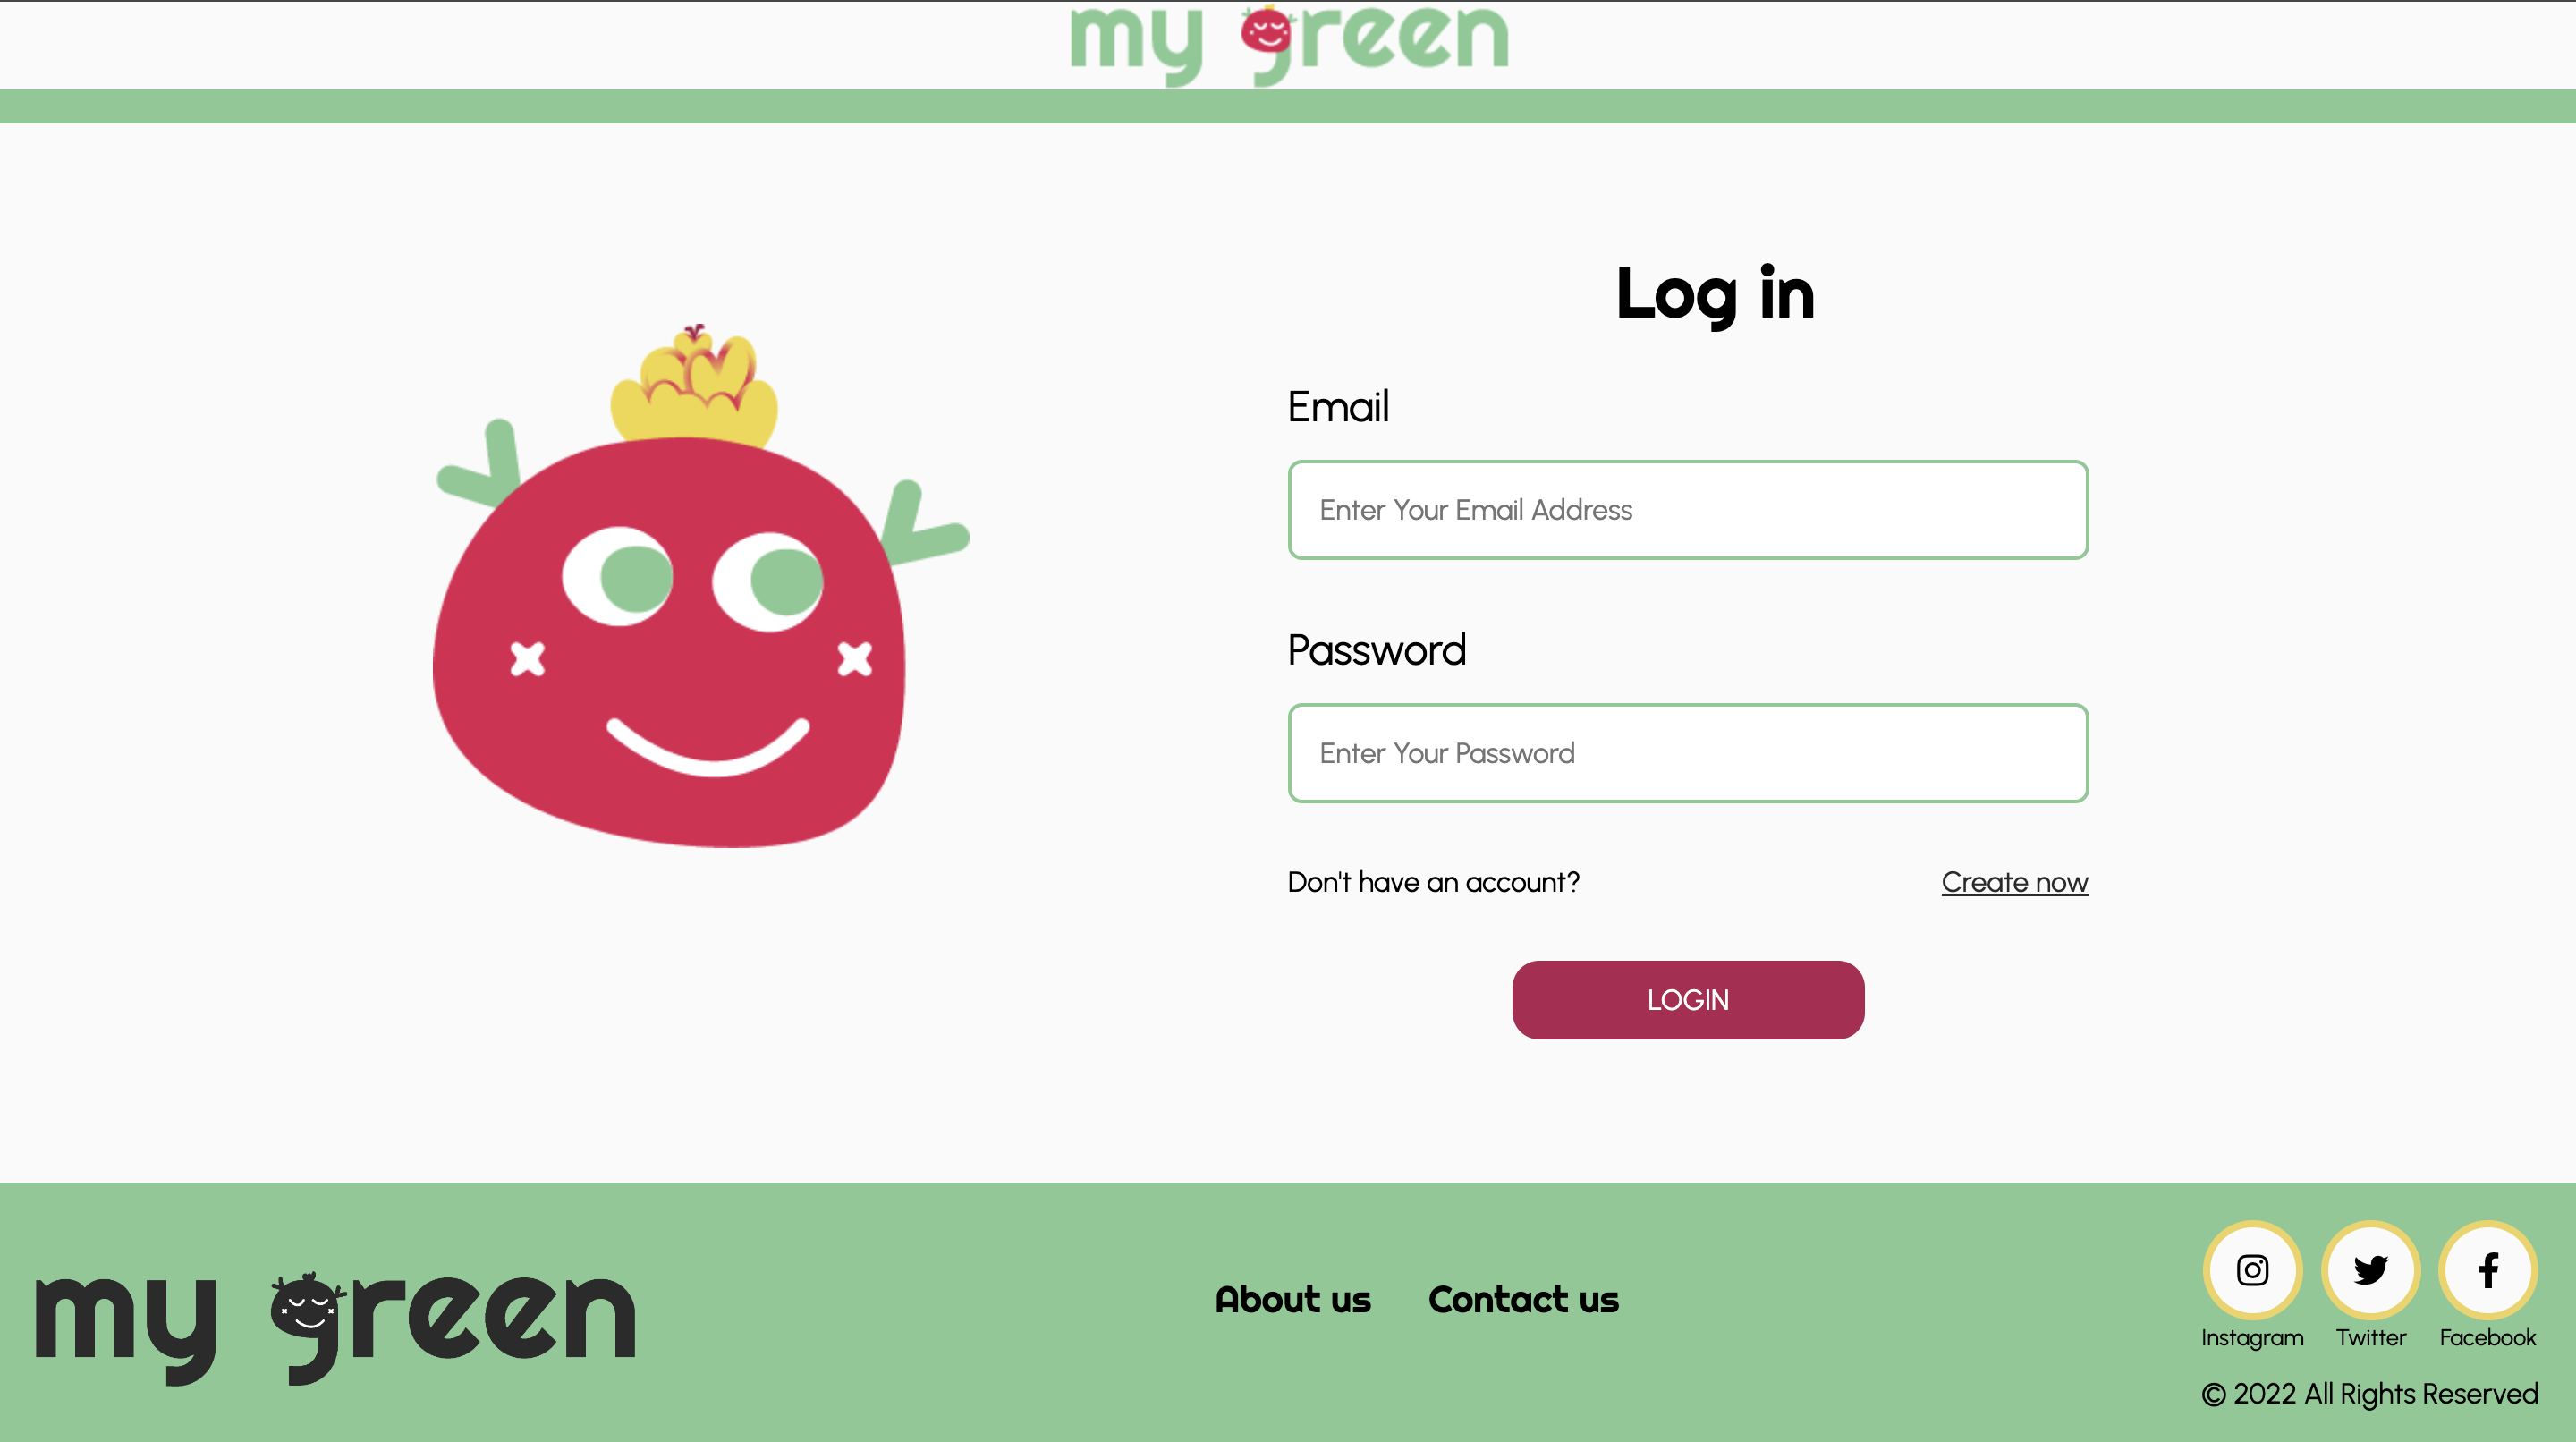 my green
Log in
Email
Enter Your Email Address
Password
Enter Your Password
Don't have an account? Create now
LOGIN
my green
About us Contact us
Instagram Twitter Facebook
© 2022 All Rights Reserved